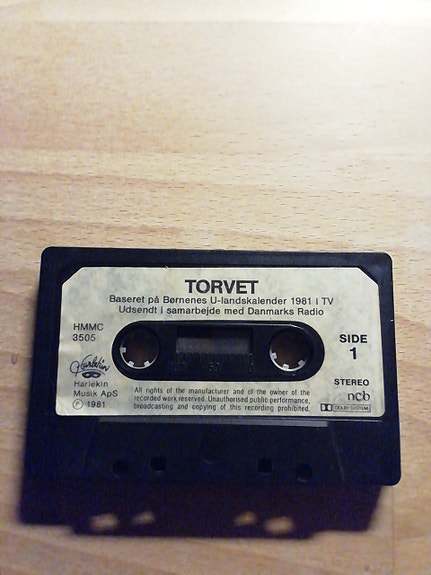 TORVET
Baseret på Børnenes U-landskalender 1981 i TV
Udsendt i samarbejde med Danmarks Radio
HMMC
3505
SIDE
1
Harlekin
Harlekin
Musik ApS
Ⓟ 1981
STEREO
ncb
DOLBY SYSTEM
All rights of the manufacturer and of the owner of the
recorded work reserved. Unauthorised public performance,
broadcasting and copying of this recording prohibited.